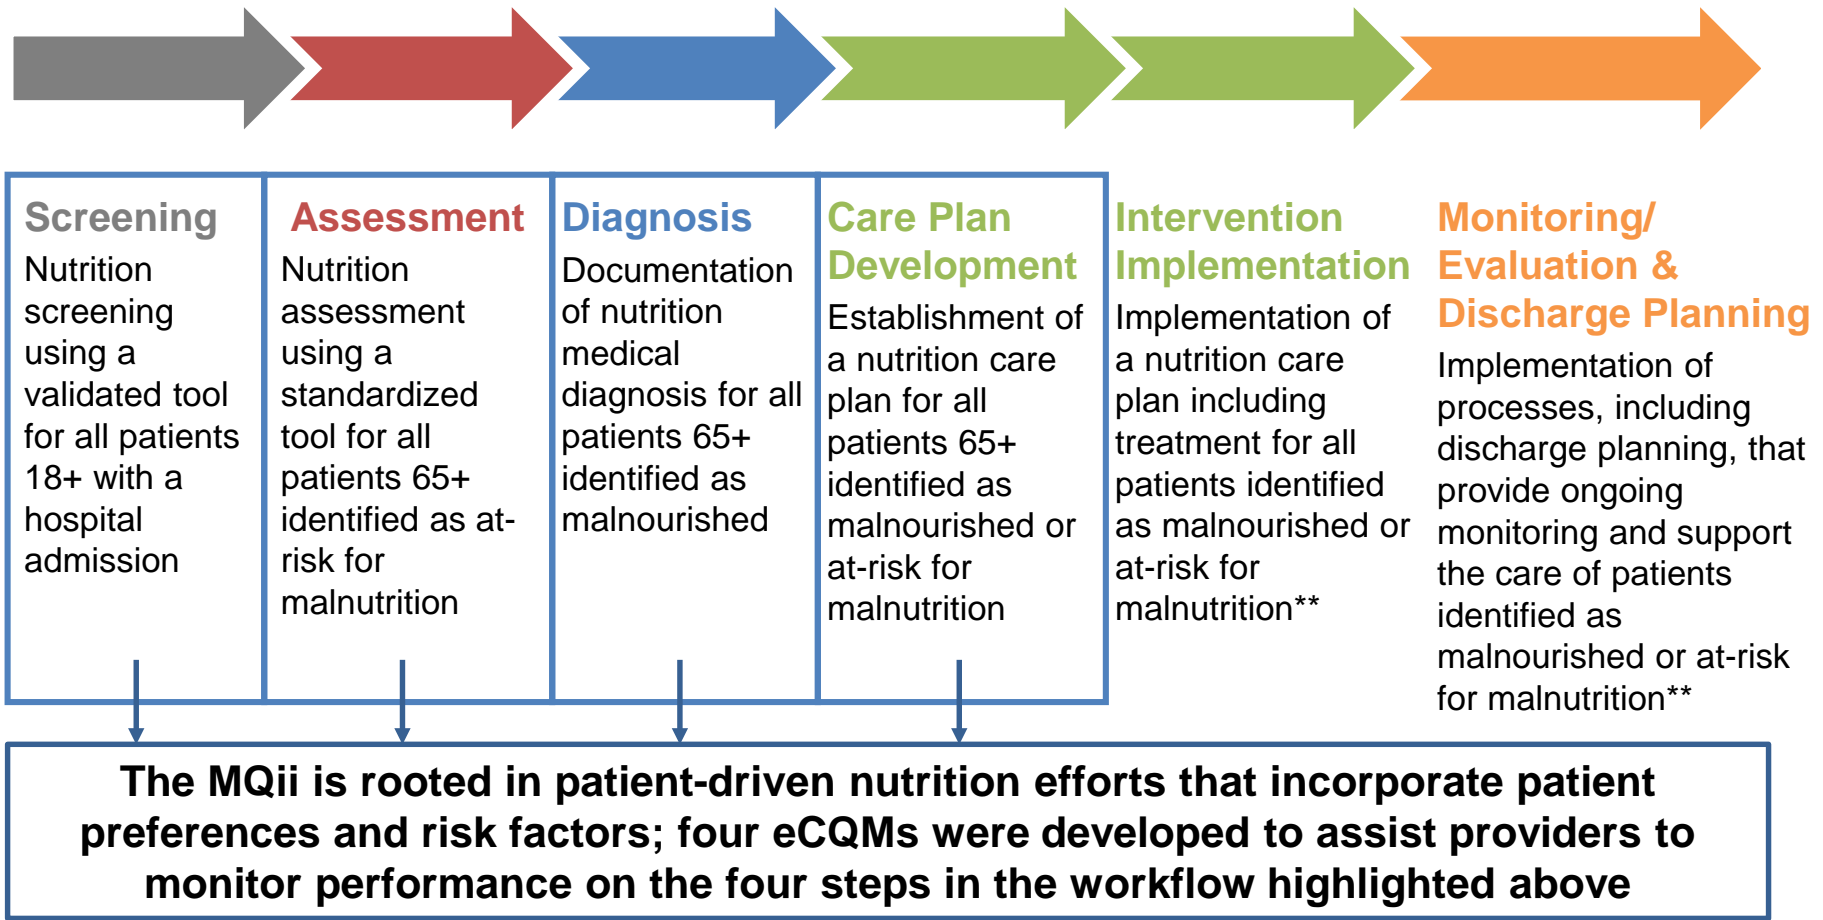 Screening
Nutrition
screening
using a
validated tool
for all patients
18+ with a
hospital
admission
Assessment
Nutrition
assessment
using a
standardized
tool for all
patients 65+
identified as at-
risk for
malnutrition
Diagnosis
Documentation
of nutrition
medical
diagnosis for all
patients 65+
identified as
malnourished
Care Plan
Development
Establishment of
a nutrition care
plan for all
patients 65+
identified as
malnourished or
at-risk for
malnutrition
Intervention
Implementation
Implementation of
a nutrition care
plan including
treatment for all
patients identified
as malnourished or
at-risk for
malnutrition**
Monitoring/
Evaluation &
Discharge Planning
Implementation of
processes, including
discharge planning, that
provide ongoing
monitoring and support
the care of patients
identified as
malnourished or at-risk
for malnutrition**
The MQii is rooted in patient-driven nutrition efforts that incorporate patient
preferences and risk factors; four eCQMs were developed to assist providers to
monitor performance on the four steps in the workflow highlighted above